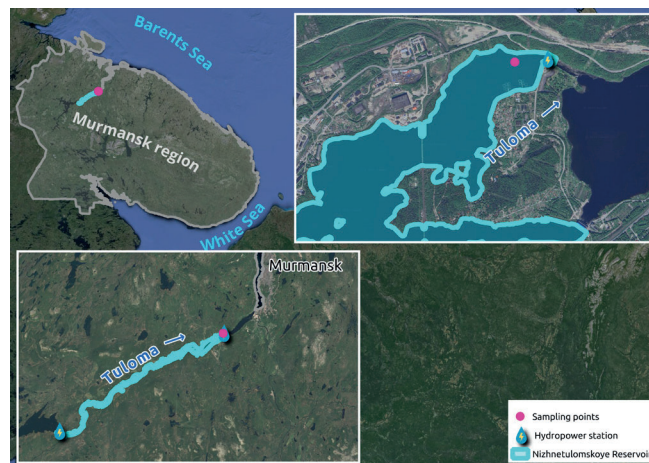 Barents Sea
Murmansk region
White Sea
Tuloma
Murmansk
Tuloma
Sampling points
Hydropower station
Nizhnetulomskoye Reservoir